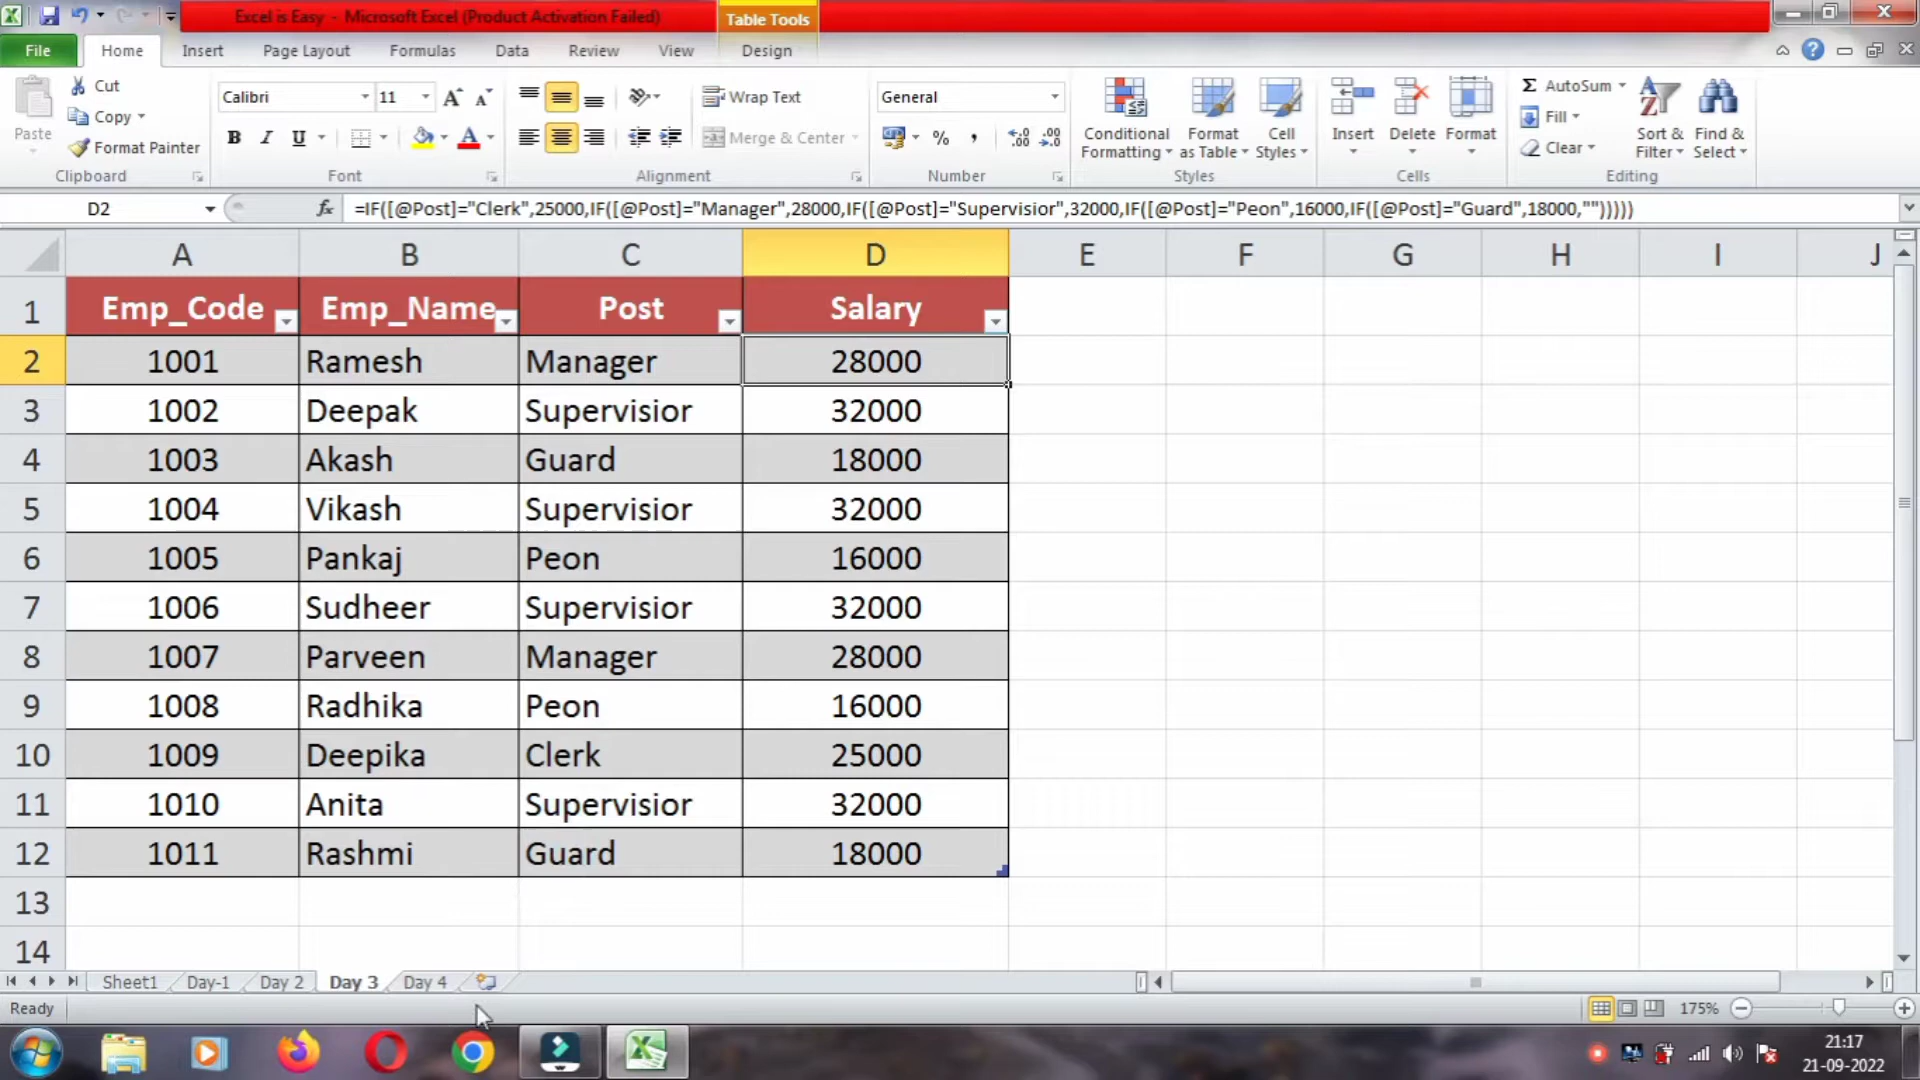 Excel is Easy - Microsoft Excel (Product Activation Failed)
Table Tools
File Home Insert Page Layout Formulas Data Review View Design
Paste
Cut
Copy
Format Painter
Clipboard
Calibri 11
B I U
Font
Wrap Text
Merge & Center
Alignment
General
%
Number
Conditional Formatting
Format as Table
Cell Styles
Styles
Insert Delete Format
Cells
Σ AutoSum
Fill
Clear
Sort & Filter
Find & Select
Editing
D2 fx =IF([@Post]="Clerk",25000,IF([@Post]="Manager",28000,IF([@Post]="Supervisior",32000,IF([@Post]="Peon",16000,IF([@Post]="Guard",18000,"")))))
A B C D E F G H I J
1 Emp_Code Emp_Name Post Salary
2 1001 Ramesh Manager 28000
3 1002 Deepak Supervisior 32000
4 1003 Akash Guard 18000
5 1004 Vikash Supervisior 32000
6 1005 Pankaj Peon 16000
7 1006 Sudheer Supervisior 32000
8 1007 Parveen Manager 28000
9 1008 Radhika Peon 16000
10 1009 Deepika Clerk 25000
11 1010 Anita Supervisior 32000
12 1011 Rashmi Guard 18000
13
14
Sheet1 Day-1 Day 2 Day 3 Day 4
Ready 175%
21:17
21-09-2022